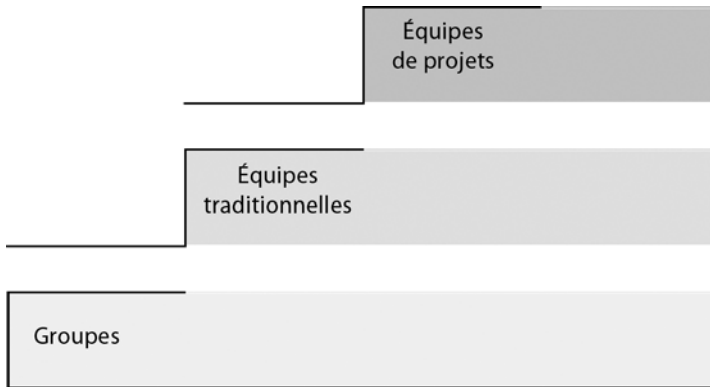 Équipes
de projets
Équipes
traditionnelles
Groupes